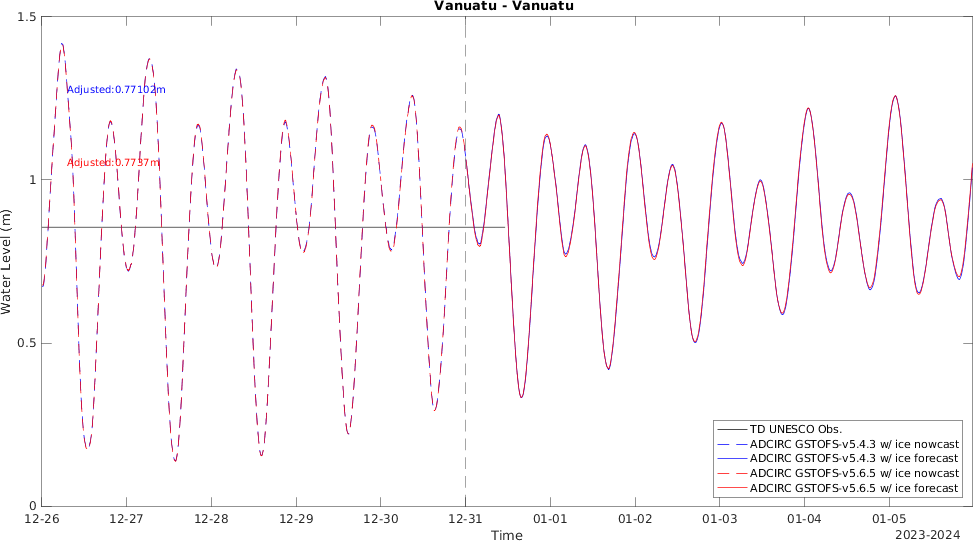 Vanuatu - Vanuatu
1.5
1
0.5
0
Water Level (m)
Adjusted:0.77102m
Adjusted:0.7737m
TD UNESCO Obs.
ADCIRC GSTOFS-v5.4.3 w/ ice nowcast
ADCIRC GSTOFS-v5.4.3 w/ ice forecast
ADCIRC GSTOFS-v5.6.5 w/ ice nowcast
ADCIRC GSTOFS-v5.6.5 w/ ice forecast
12-26 12-27 12-28 12-29 12-30 12-31 01-01 01-02 01-03 01-04 01-05
Time
2023-2024